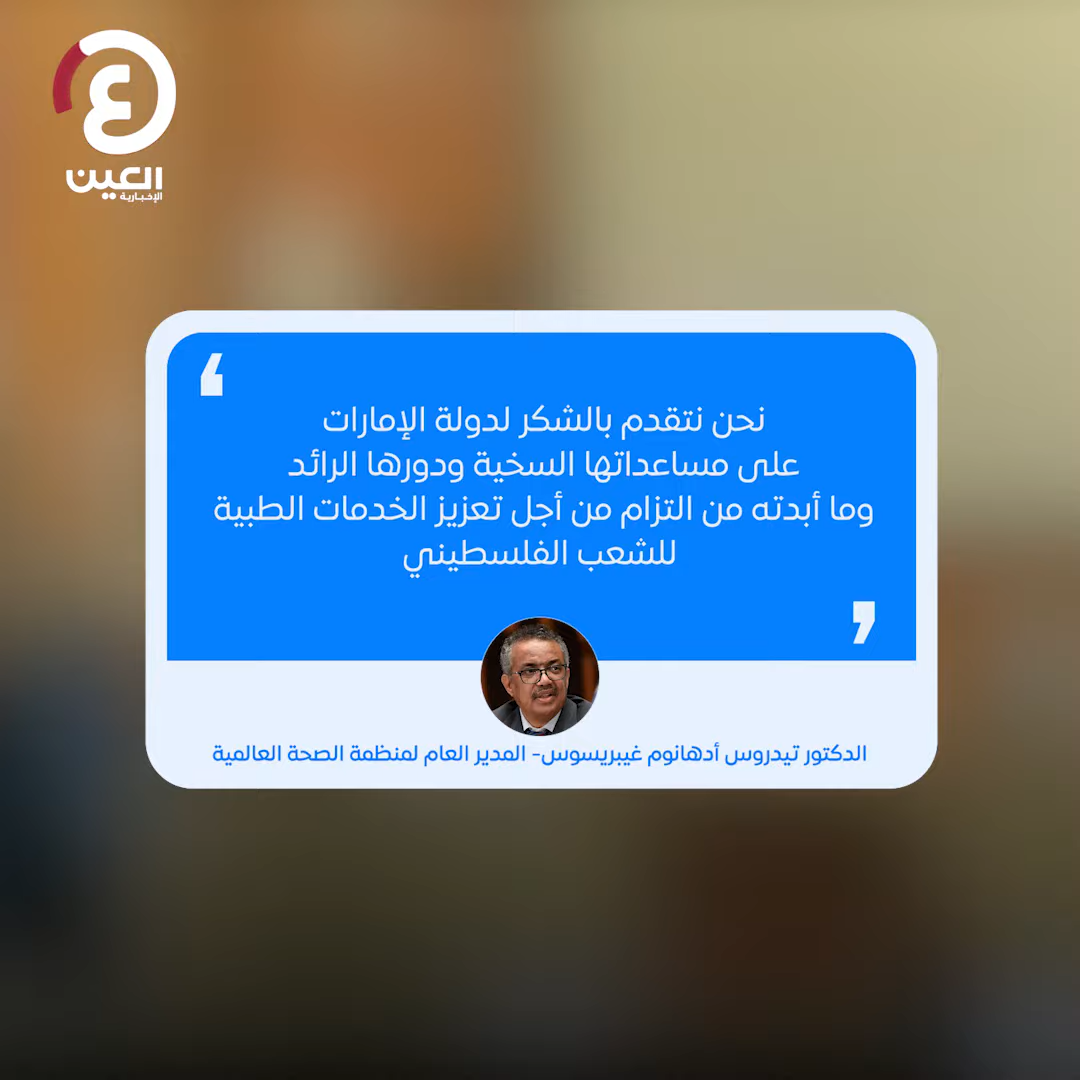 العين
الإخبارية
نحن نتقدم بالشكر لدولة الإمارات
على مساعداتها السخية ودورها الرائد
وما أبدته من التزام من أجل تعزيز الخدمات الطبية
للشعب الفلسطيني
الدكتور تيدروس أدهانوم غيبريسوس- المدير العام لمنظمة الصحة العالمية